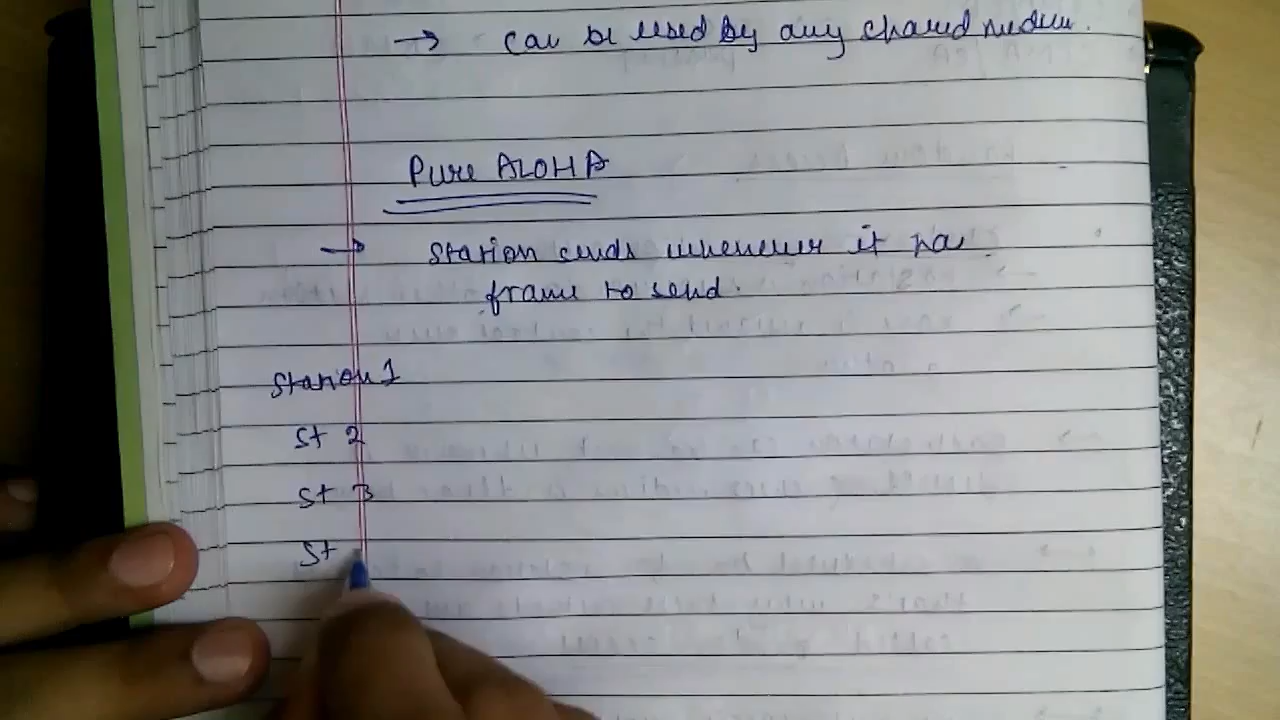 → can be used by any shared medium.
Pure ALOHA
→ station sends whenever it has
frame to send.
Station 1
St 2
St 3
St